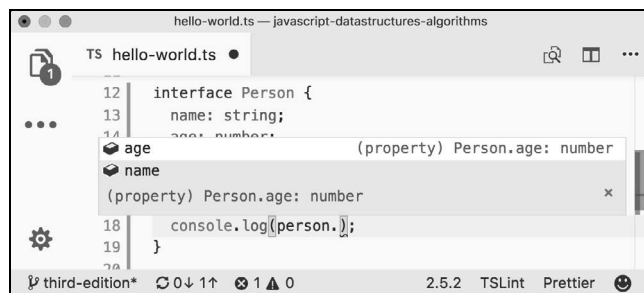 hello-world.ts — javascript-datastructures-algorithms
1
TS hello-world.ts
12 interface Person {
13 name: string;
14 age: number;
age (property) Person.age: number
name
(property) Person.age: number ×
18 console.log(person.);
19 }
20
third-edition* 0↓ 1↑ 1 0 2.5.2 TSLint Prettier